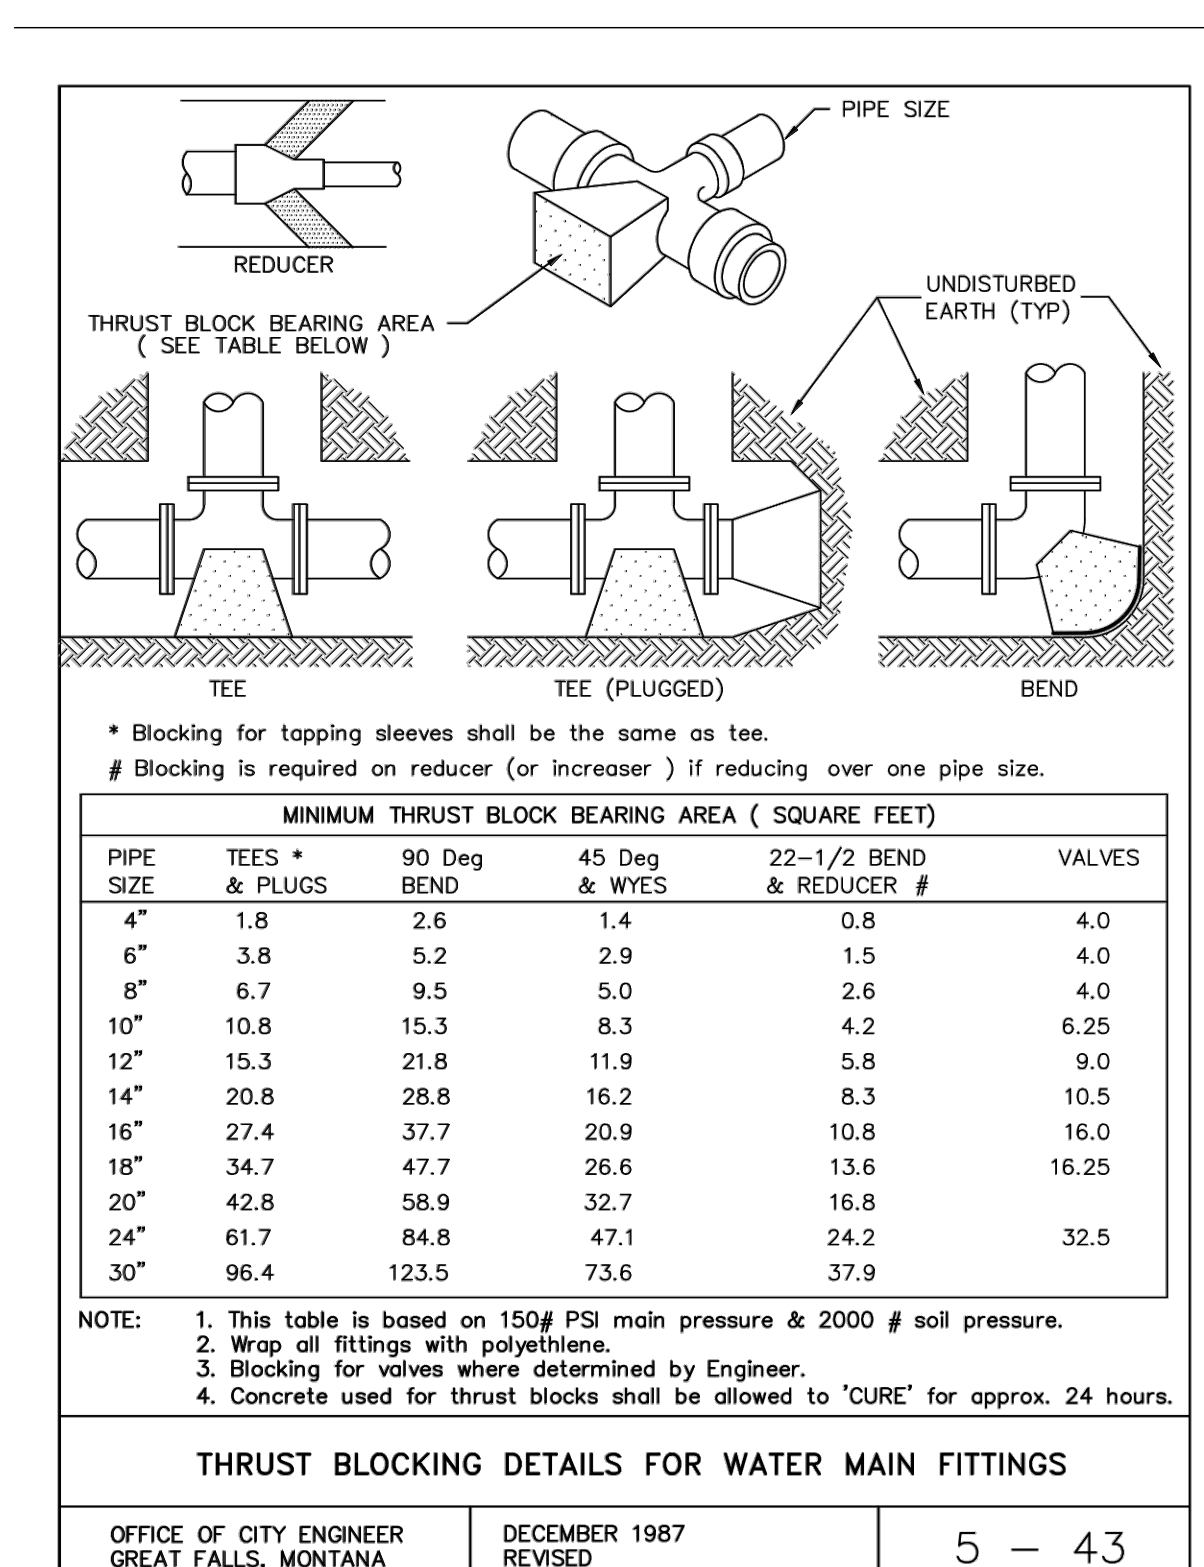 PIPE SIZE
REDUCER
UNDISTURBED
EARTH (TYP)
THRUST BLOCK BEARING AREA
( SEE TABLE BELOW )
TEE
TEE (PLUGGED)
BEND
* Blocking for tapping sleeves shall be the same as tee.
# Blocking is required on reducer (or increaser ) if reducing over one pipe size.
MINIMUM THRUST BLOCK BEARING AREA ( SQUARE FEET)
PIPE TEES * 90 Deg 45 Deg 22-1/2 BEND VALVES
SIZE & PLUGS BEND & WYES & REDUCER #
4" 1.8 2.6 1.4 0.8 4.0
6" 3.8 5.2 2.9 1.5 4.0
8" 6.7 9.5 5.0 2.6 4.0
10" 10.8 15.3 8.3 4.2 6.25
12" 15.3 21.8 11.9 5.8 9.0
14" 20.8 28.8 16.2 8.3 10.5
16" 27.4 37.7 20.9 10.8 16.0
18" 34.7 47.7 26.6 13.6 16.25
20" 42.8 58.9 32.7 16.8
24" 61.7 84.8 47.1 24.2 32.5
30" 96.4 123.5 73.6 37.9
NOTE: 1. This table is based on 150# PSI main pressure & 2000 # soil pressure.
2. Wrap all fittings with polyethlene.
3. Blocking for valves where determined by Engineer.
4. Concrete used for thrust blocks shall be allowed to 'CURE' for approx. 24 hours.
THRUST BLOCKING DETAILS FOR WATER MAIN FITTINGS
OFFICE OF CITY ENGINEER
GREAT FALLS, MONTANA
DECEMBER 1987
REVISED
5 - 43